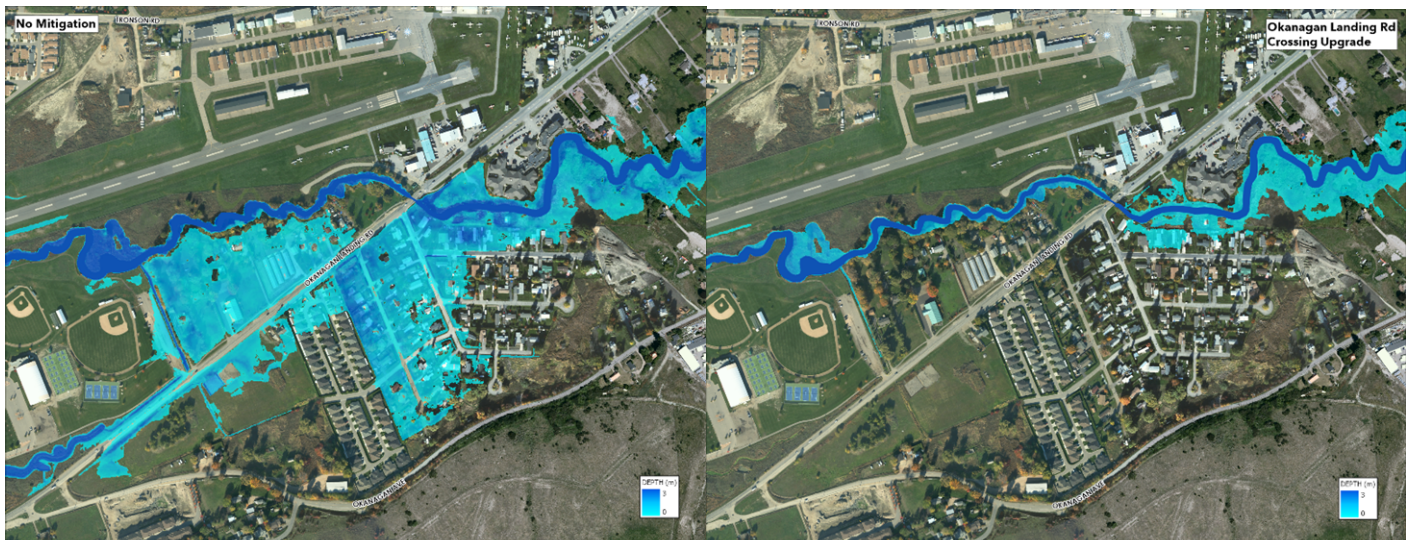 No Mitigation
RONSON RD
OKANAGAN LANDING RD
OKANAGAN AVE
DEPTH (m)
3
0
Okanagan Landing Rd
Crossing Upgrade
RONSON RD
OKANAGAN LANDING RD
OKANAGAN AVE
DEPTH (m)
3
0